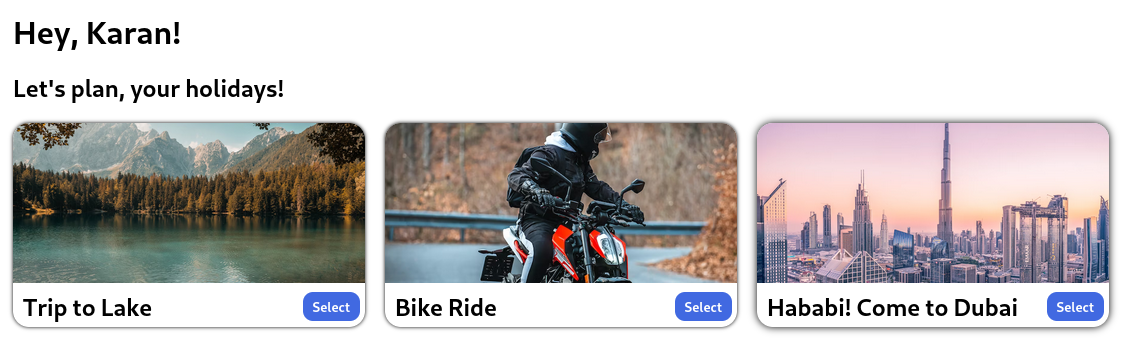 Hey, Karan!
Let's plan, your holidays!
Trip to Lake
Select
Bike Ride
Select
Hababi! Come to Dubai
Select